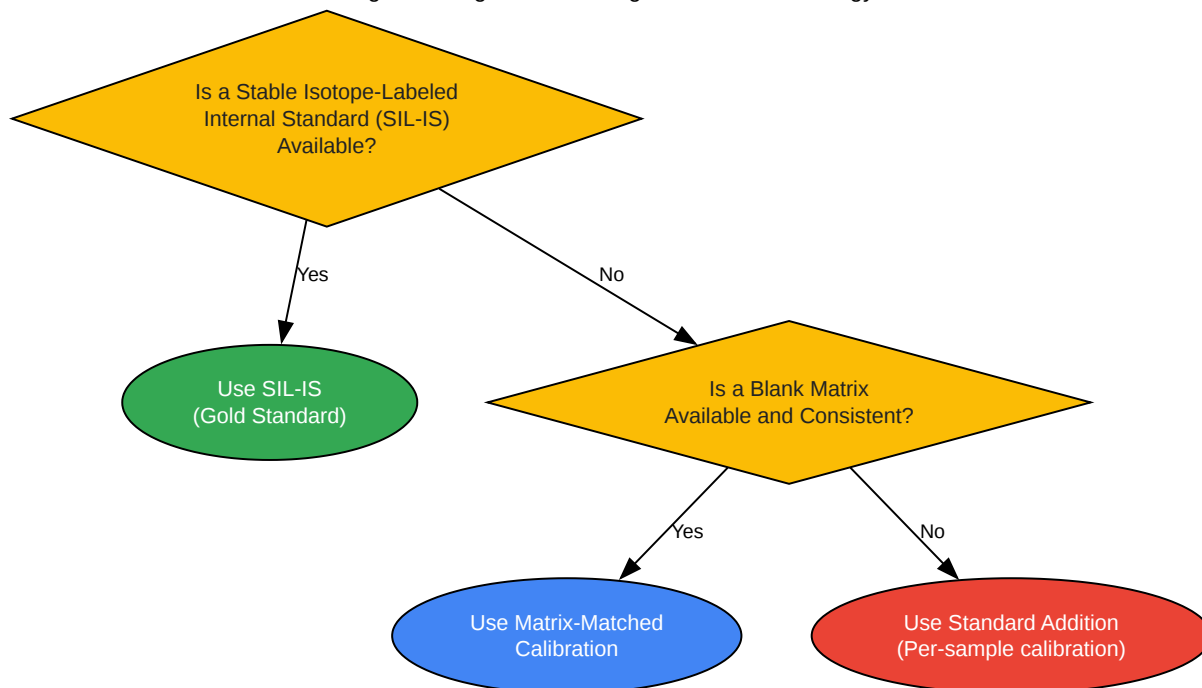 Is a Stable Isotope-Labeled
Internal Standard (SIL-IS)
Available?
Yes
No
Use SIL-IS
(Gold Standard)
Is a Blank Matrix
Available and Consistent?
Yes
No
Use Matrix-Matched
Calibration
Use Standard Addition
(Per-sample calibration)